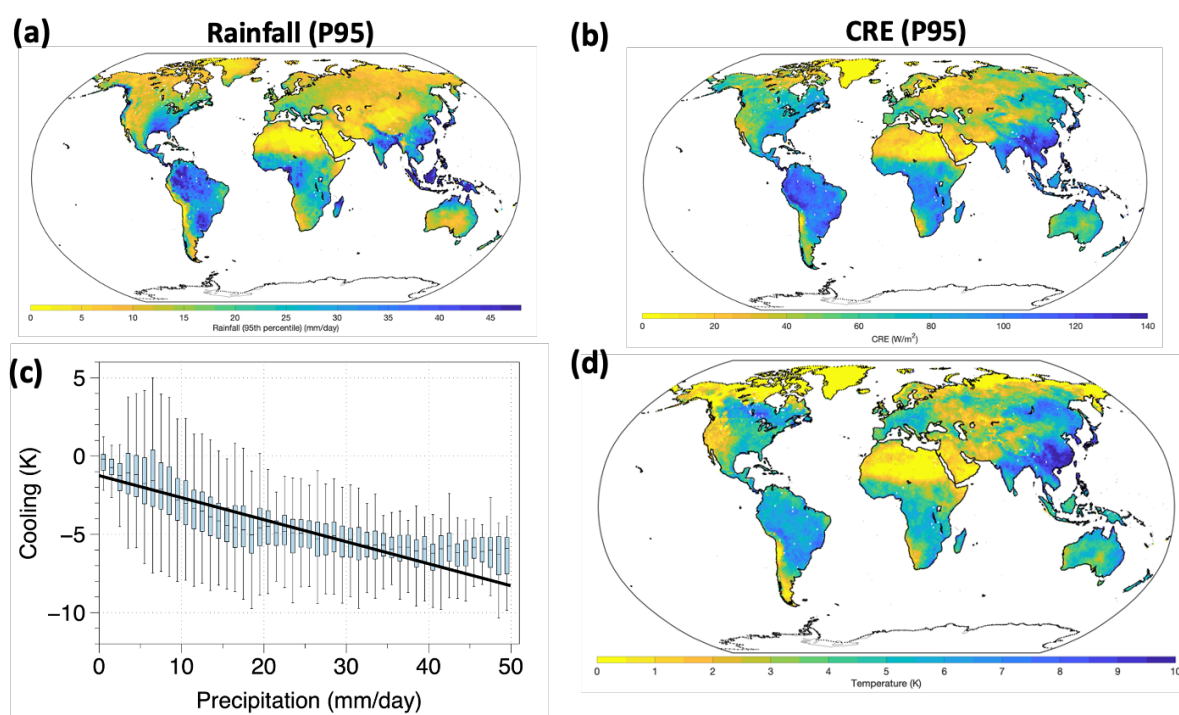 (a) Rainfall (P95)
(b) CRE (P95)
0 5 10 15 20 25 30 35 40 45
Rainfall (95th percentile) (mm/day)
0 20 40 60 80 100 120 140
CRE (W/m²)
(c)
5
0
−5
−10
Cooling (K)
0 10 20 30 40 50
Precipitation (mm/day)
(d)
0 1 2 3 4 5 6 7 8 9 10
Temperature (K)